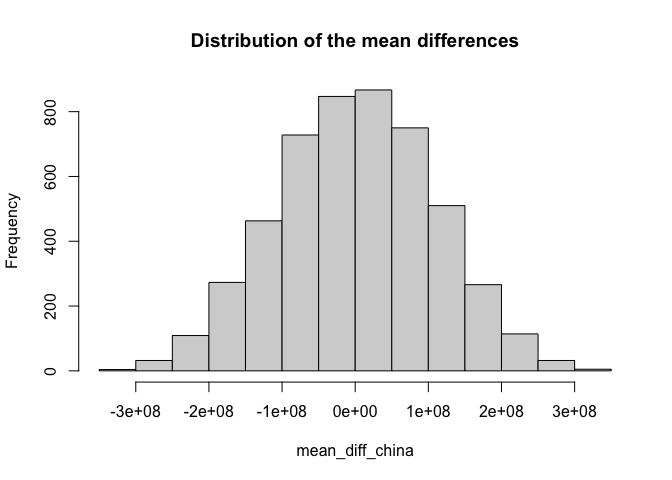 Distribution of the mean differences
800
600
400
200
0
Frequency
-3e+08 -2e+08 -1e+08 0e+00 1e+08 2e+08 3e+08
mean_diff_china